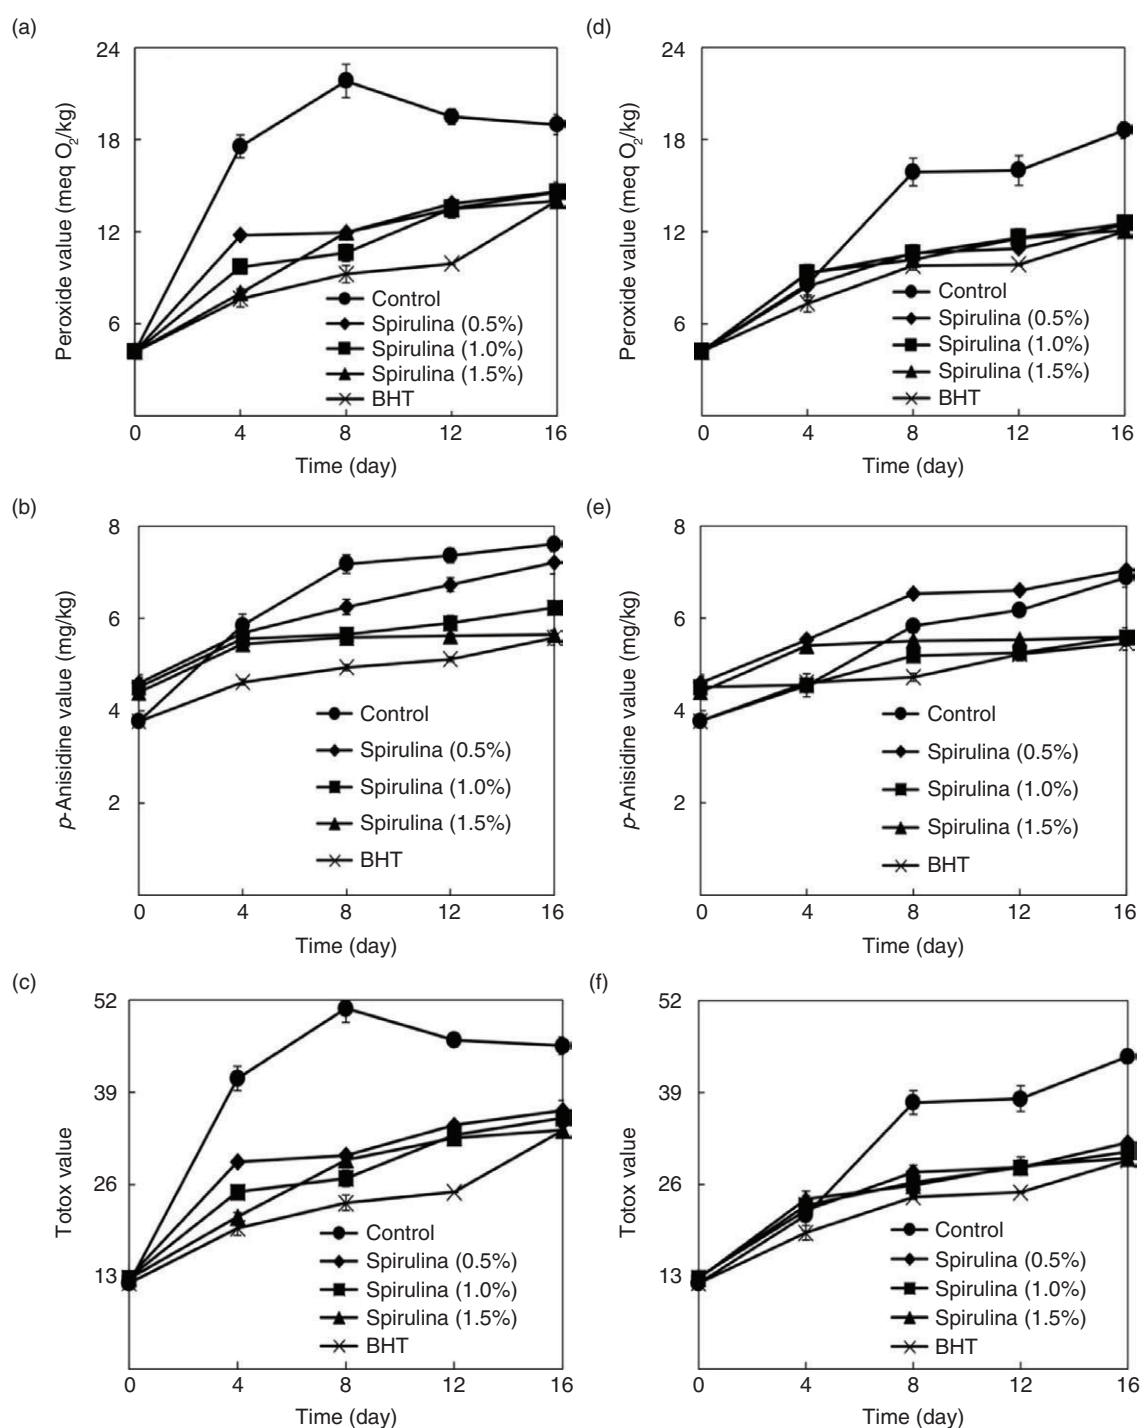 (a)
24
18
12
6
Peroxide value (meq O₂/kg)
Control
Spirulina (0.5%)
Spirulina (1.0%)
Spirulina (1.5%)
BHT
0 4 8 12 16
Time (day)
(d)
24
18
12
6
Peroxide value (meq O₂/kg)
Control
Spirulina (0.5%)
Spirulina (1.0%)
Spirulina (1.5%)
BHT
0 4 8 12 16
Time (day)
(b)
8
6
4
2
p-Anisidine value (mg/kg)
Control
Spirulina (0.5%)
Spirulina (1.0%)
Spirulina (1.5%)
BHT
0 4 8 12 16
Time (day)
(e)
8
6
4
2
p-Anisidine value (mg/kg)
Control
Spirulina (0.5%)
Spirulina (1.0%)
Spirulina (1.5%)
BHT
0 4 8 12 16
Time (day)
(c)
52
39
26
13
Totox value
Control
Spirulina (0.5%)
Spirulina (1.0%)
Spirulina (1.5%)
BHT
0 4 8 12 16
Time (day)
(f)
52
39
26
13
Totox value
Control
Spirulina (0.5%)
Spirulina (1.0%)
Spirulina (1.5%)
BHT
0 4 8 12 16
Time (day)